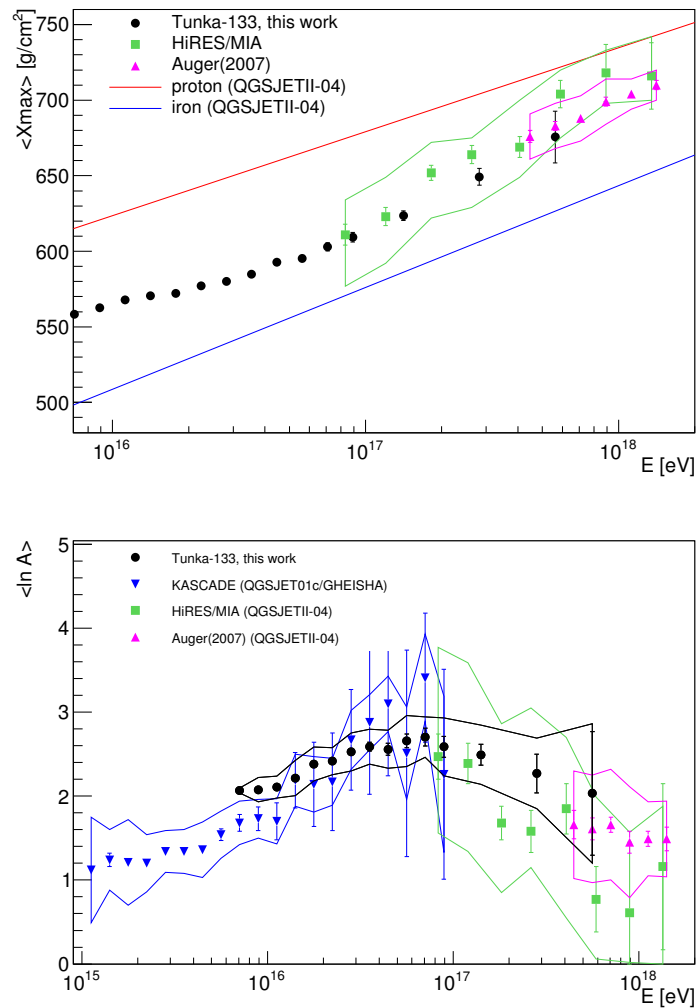 <Xmax> [g/cm²]
750
700
650
600
550
500
Tunka-133, this work
HiRES/MIA
Auger(2007)
proton (QGSJETII-04)
iron (QGSJETII-04)
10¹⁶
10¹⁷
10¹⁸
E [eV]
<ln A>
5
4
3
2
1
0
Tunka-133, this work
KASCADE (QGSJET01c/GHEISHA)
HiRES/MIA (QGSJETII-04)
Auger(2007) (QGSJETII-04)
10¹⁵
10¹⁶
10¹⁷
10¹⁸
E [eV]